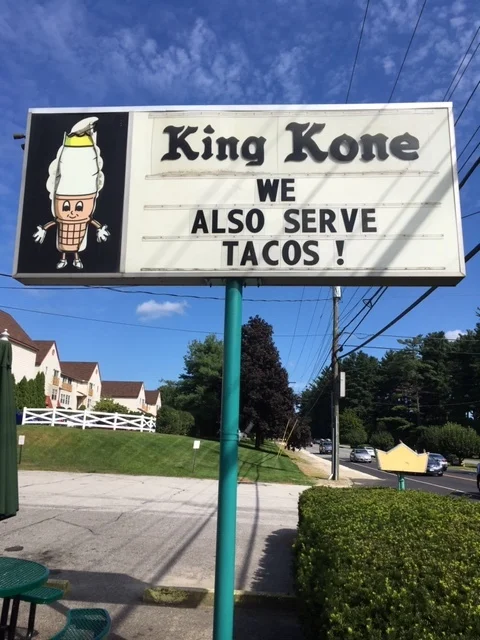 King Kone
WE
ALSO SERVE
TACOS !